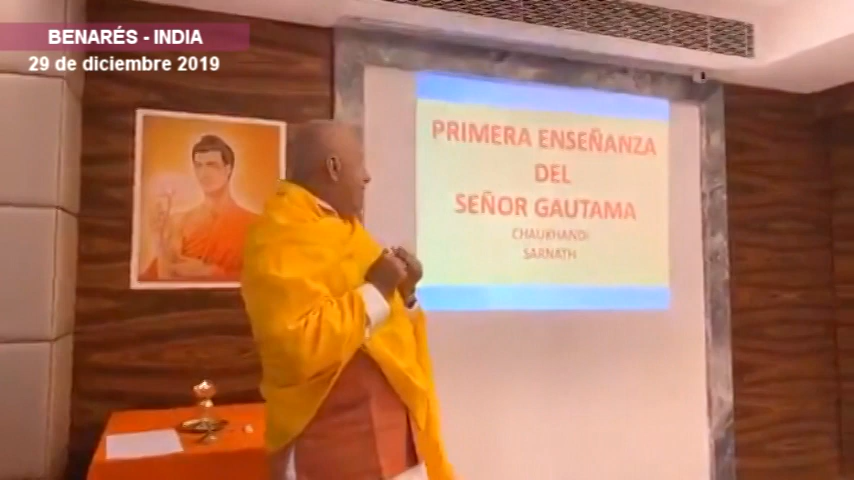 BENARÉS - INDIA
29 de diciembre 2019
PRIMERA ENSEÑANZA
DEL
SEÑOR GAUTAMA
CHAUKHANDI
SARNATH